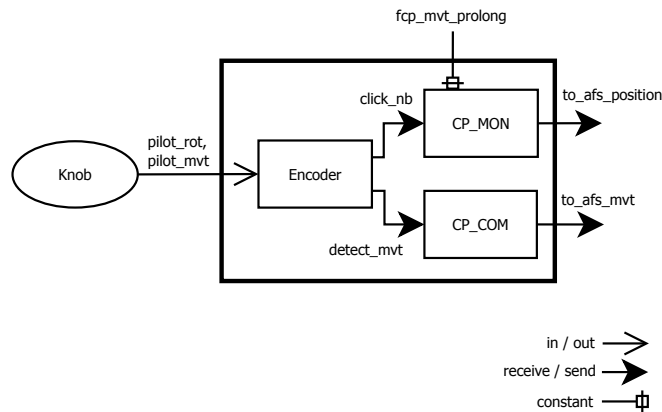 fcp_mvt_prolong
click_nb
to_afs_position
CP_MON
pilot_rot,
pilot_mvt
Knob
Encoder
to_afs_mvt
CP_COM
detect_mvt
in / out
receive / send
constant